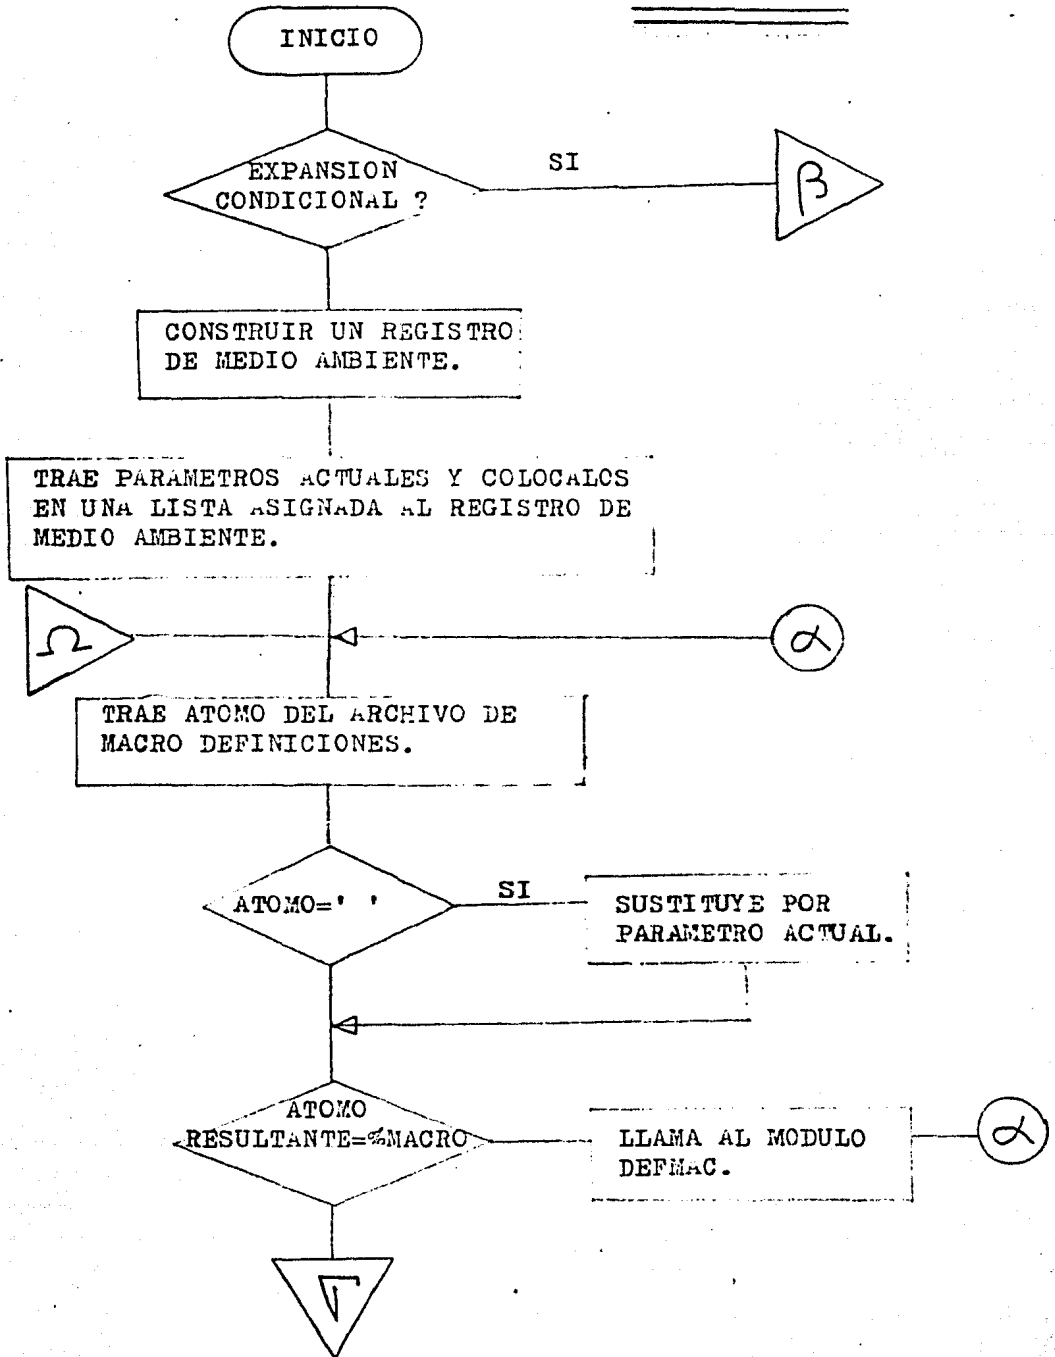 INICIO
EXPANSION
CONDICIONAL ?
SI
β
CONSTRUIR UN REGISTRO
DE MEDIO AMBIENTE.
TRAE PARAMETROS ACTUALES Y COLOCALOS
EN UNA LISTA ASIGNADA AL REGISTRO DE
MEDIO AMBIENTE.
Ω
α
TRAE ATOMO DEL ARCHIVO DE
MACRO DEFINICIONES.
ATOMO=' '
SI
SUSTITUYE POR
PARAMETRO ACTUAL.
ATOMO
RESULTANTE=%MACRO
LLAMA AL MODULO
DEFMAC.
α
Γ